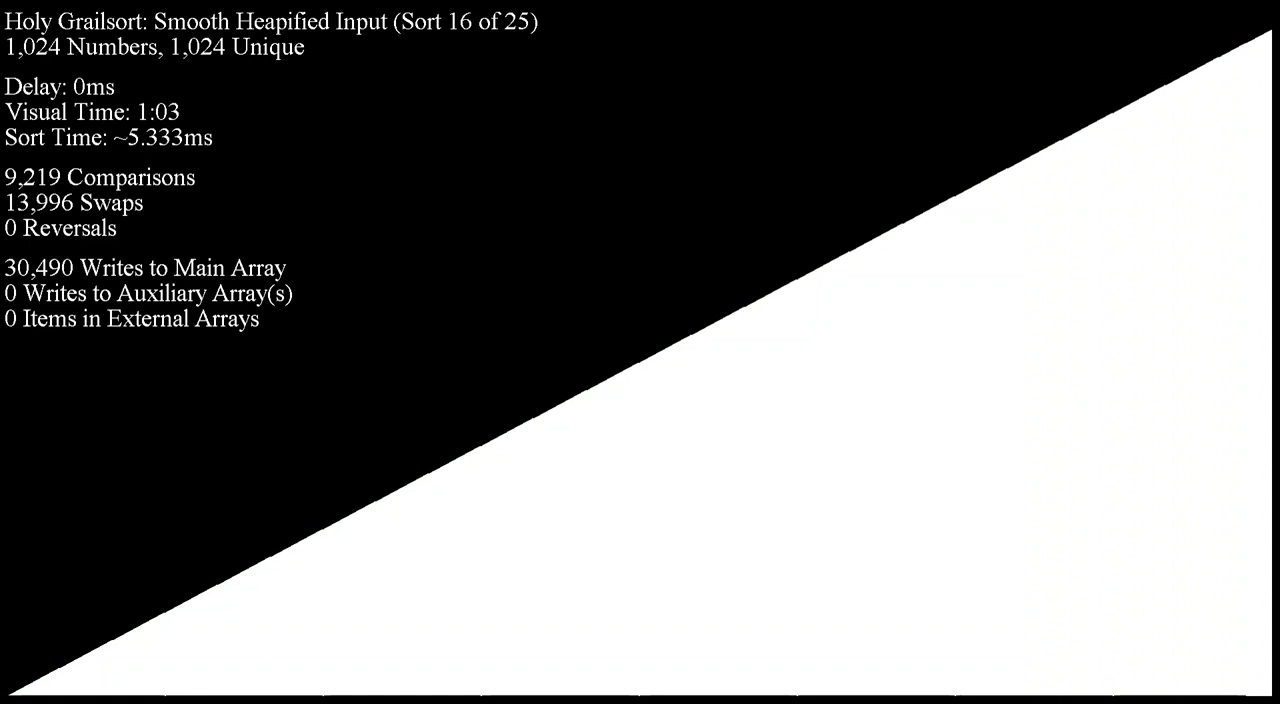 Holy Grailsort: Smooth Heapified Input (Sort 16 of 25)
1,024 Numbers, 1,024 Unique
Delay: 0ms
Visual Time: 1:03
Sort Time: ~5.333ms
9,219 Comparisons
13,996 Swaps
0 Reversals
30,490 Writes to Main Array
0 Writes to Auxiliary Array(s)
0 Items in External Arrays